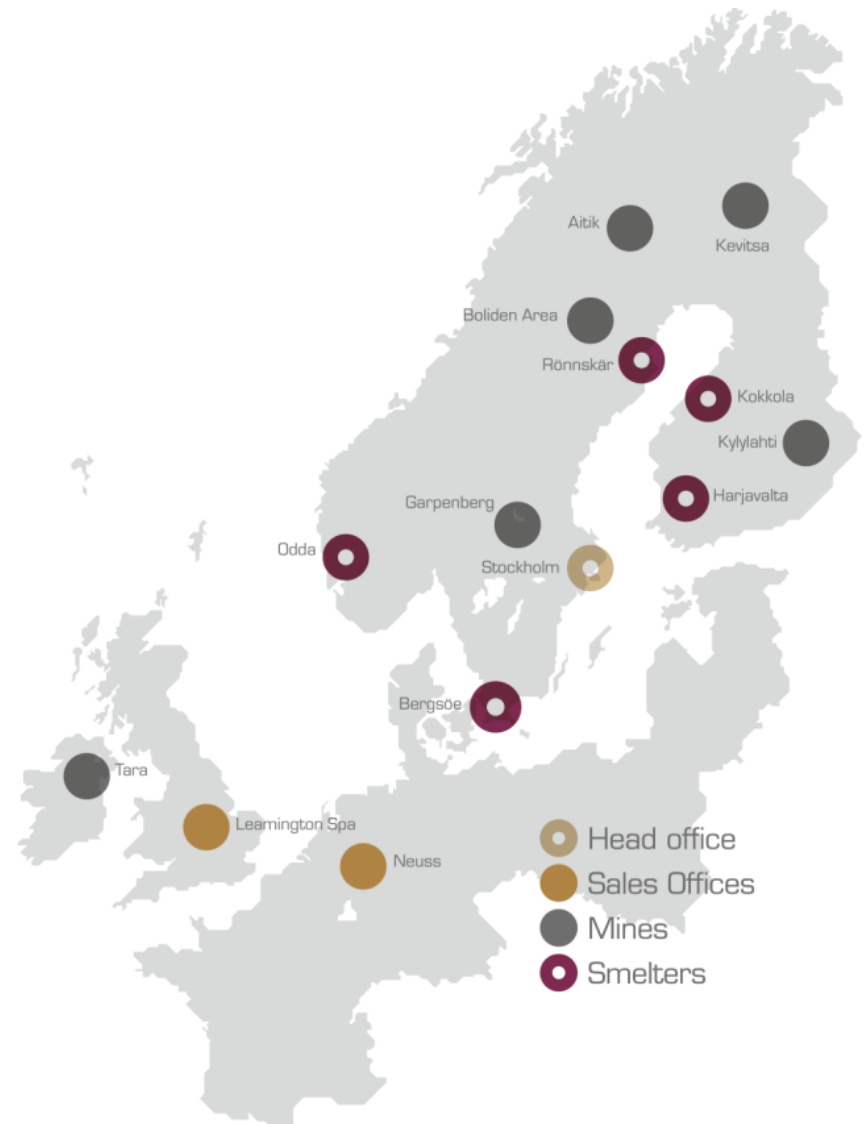 Aitik
Kevitsa
Boliden Area
Rönnskär
Kokkola
Kylylahti
Harjavalta
Garpenberg
Odda
Stockholm
Bergsöe
Tara
Leamington Spa
Neuss
Head office
Sales Offices
Mines
Smelters